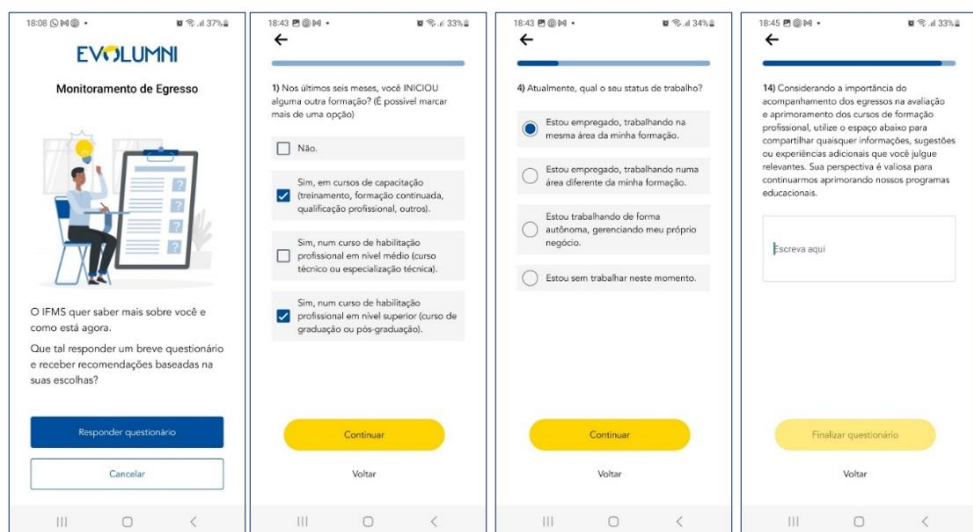 18:08
37%
EVOLUMNI
Monitoramento de Egresso
O IFMS quer saber mais sobre você e
como está agora.
Que tal responder um breve questionário
e receber recomendações baseadas na
suas escolhas?
Responder questionário
Cancelar
18:43
33%
1) Nos últimos seis meses, você INICIOU
alguma outra formação? (É possível marcar
mais de uma opção)
Não.
Sim, em cursos de capacitação
(treinamento, formação continuada,
qualificação profissional, outros).
Sim, num curso de habilitação
profissional em nível médio (curso
técnico ou especialização técnica).
Sim, num curso de habilitação
profissional em nível superior (curso de
graduação ou pós-graduação).
Continuar
Voltar
18:43
34%
4) Atualmente, qual o seu status de trabalho?
Estou empregado, trabalhando na
mesma área da minha formação.
Estou empregado, trabalhando numa
área diferente da minha formação.
Estou trabalhando de forma
autônoma, gerenciando meu próprio
negócio.
Estou sem trabalhar neste momento.
Continuar
Voltar
18:45
33%
14) Considerando a importância do
acompanhamento dos egressos na avaliação
e aprimoramento dos cursos de formação
profissional, utilize o espaço abaixo para
compartilhar quaisquer informações, sugestões
ou experiências adicionais que você julgue
relevantes. Sua perspectiva é valiosa para
continuarmos aprimorando nossos programas
educacionais.
Escreva aqui
Finalizar questionário
Voltar